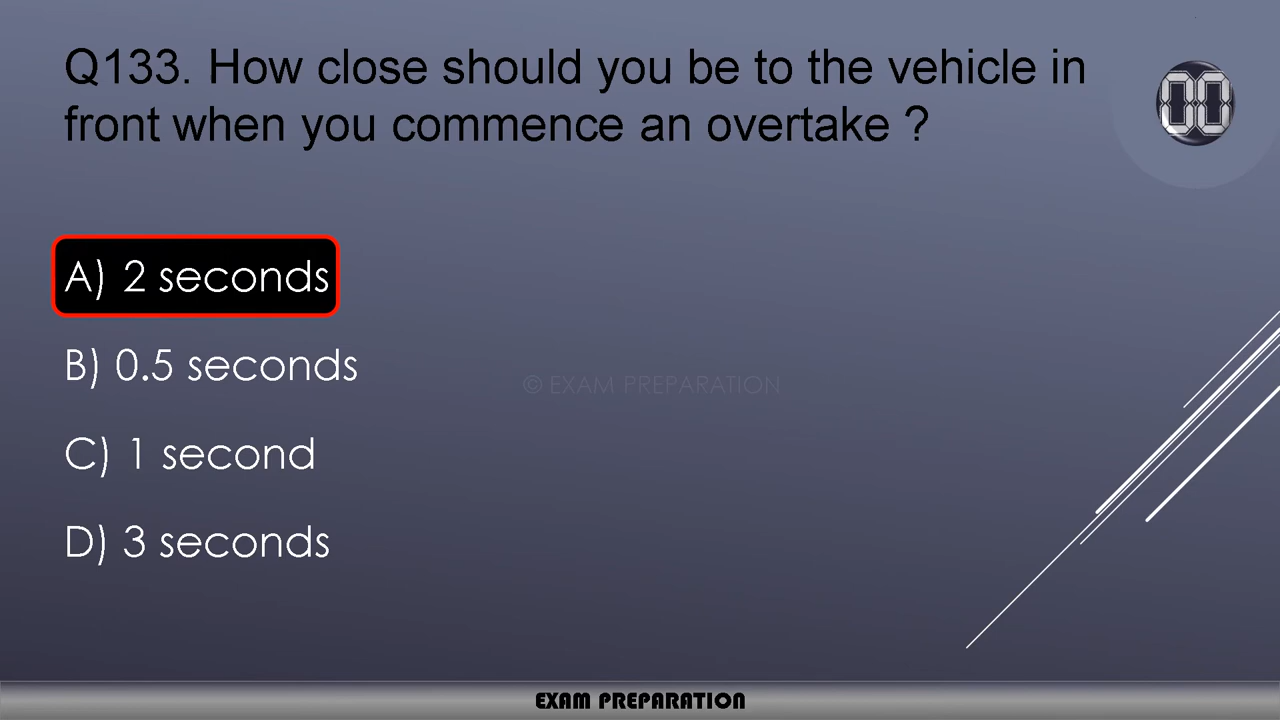 Q133. How close should you be to the vehicle in
front when you commence an overtake ?
00
A) 2 seconds
B) 0.5 seconds
© EXAM PREPARATION
C) 1 second
D) 3 seconds
EXAM PREPARATION